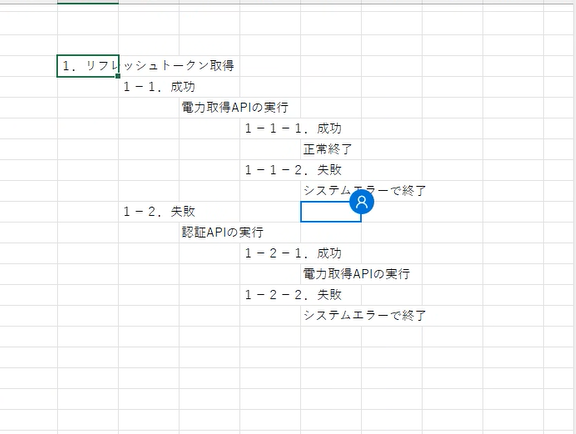 １．リフレッシュトークン取得
１－１．成功
電力取得APIの実行
１－１－１．成功
正常終了
１－１－２．失敗
システムエラーで終了
１－２．失敗
認証APIの実行
１－２－１．成功
電力取得APIの実行
１－２－２．失敗
システムエラーで終了